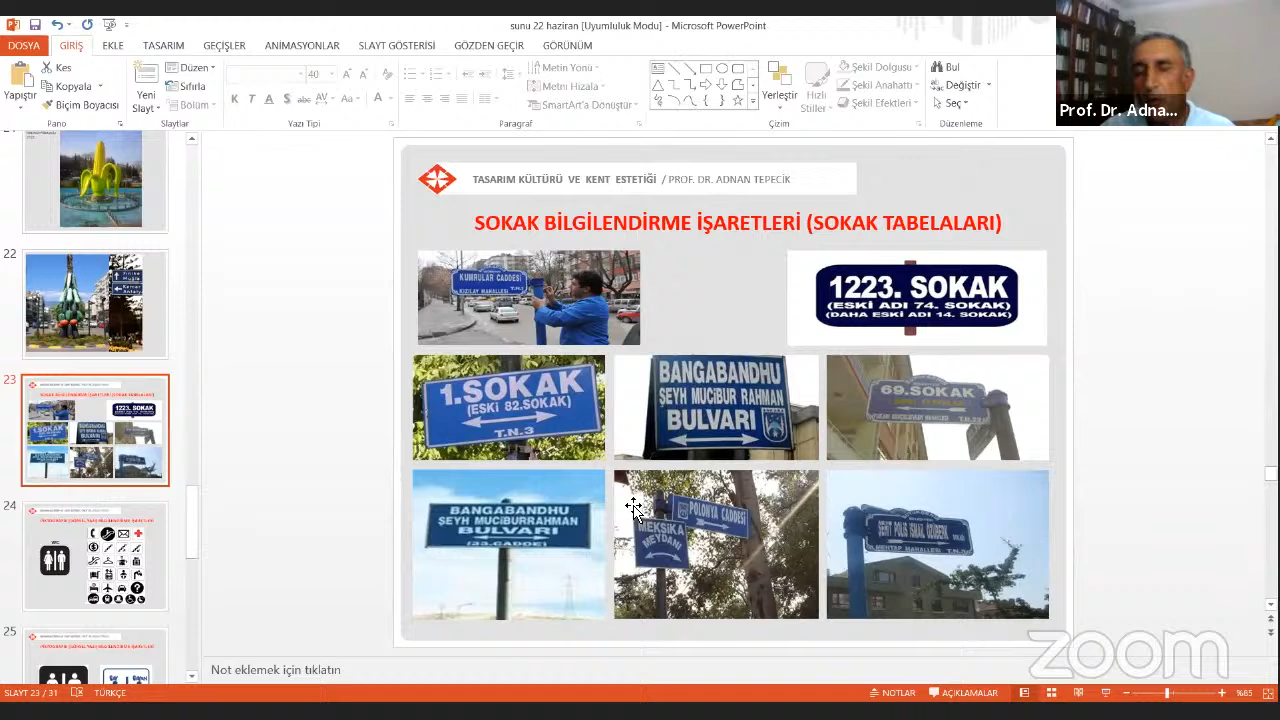 sunu 22 haziran [Uyumluluk Modu] - Microsoft PowerPoint
DOSYA GİRİŞ EKLE TASARIM GEÇİŞLER ANİMASYONLAR SLAYT GÖSTERİSİ GÖZDEN GEÇİR GÖRÜNÜM
Yapıştır
Kes
Kopyala
Biçim Boyacısı
Yeni
Slayt
Düzen
Sıfırla
Bölüm
40
Metin Yönü
Metni Hizala
SmartArt'a Dönüştür
Yerleştir
Hızlı
Stiller
Şekil Dolgusu
Şekil Anahattı
Şekil Efektleri
Bul
Değiştir
Seç
Pano Slaytlar Yazı Tipi Paragraf Çizim Düzenleme
Prof. Dr. Adna...
22
23
24
25
TASARIM KÜLTÜRÜ VE KENT ESTETİĞİ / PROF. DR. ADNAN TEPECİK
SOKAK BİLGİLENDİRME İŞARETLERİ (SOKAK TABELALARI)
KUMRULAR CADDESİ
KIZILAY MAHALLESİ T.N.1
1223. SOKAK
(ESKİ ADI 74. SOKAK)
(DAHA ESKİ ADI 14. SOKAK)
1.SOKAK
(ESKİ 82.SOKAK)
T.N.3
BANGABANDHU
ŞEYH MUCİBUR RAHMAN
BULVARI
69.SOKAK
BANGABANDHU
ŞEYH MUCİBURRAHMAN
BULVARI
POLONYA CADDESİ
MEKSİKA
MEYDANI
MEHTAP MAHALLESİ
Not eklemek için tıklatın
zoom
SLAYT 23 / 31 TÜRKÇE NOTLAR AÇIKLAMALAR %85